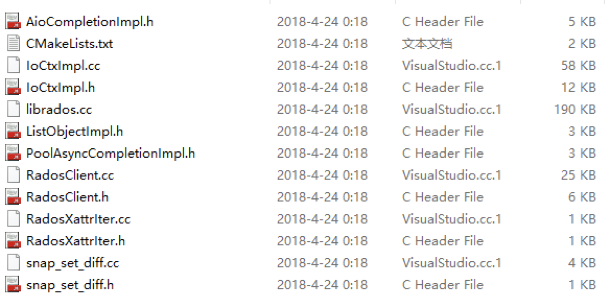 AioCompletionImpl.h 2018-4-24 0:18 C Header File 5 KB
CMakeLists.txt 2018-4-24 0:18 文本文档 2 KB
IoCtxImpl.cc 2018-4-24 0:18 VisualStudio.cc.1 58 KB
IoCtxImpl.h 2018-4-24 0:18 C Header File 12 KB
librados.cc 2018-4-24 0:18 VisualStudio.cc.1 190 KB
ListObjectImpl.h 2018-4-24 0:18 C Header File 3 KB
PoolAsyncCompletionImpl.h 2018-4-24 0:18 C Header File 3 KB
RadosClient.cc 2018-4-24 0:18 VisualStudio.cc.1 25 KB
RadosClient.h 2018-4-24 0:18 C Header File 6 KB
RadosXattrIter.cc 2018-4-24 0:18 VisualStudio.cc.1 1 KB
RadosXattrIter.h 2018-4-24 0:18 C Header File 1 KB
snap_set_diff.cc 2018-4-24 0:18 VisualStudio.cc.1 4 KB
snap_set_diff.h 2018-4-24 0:18 C Header File 1 KB